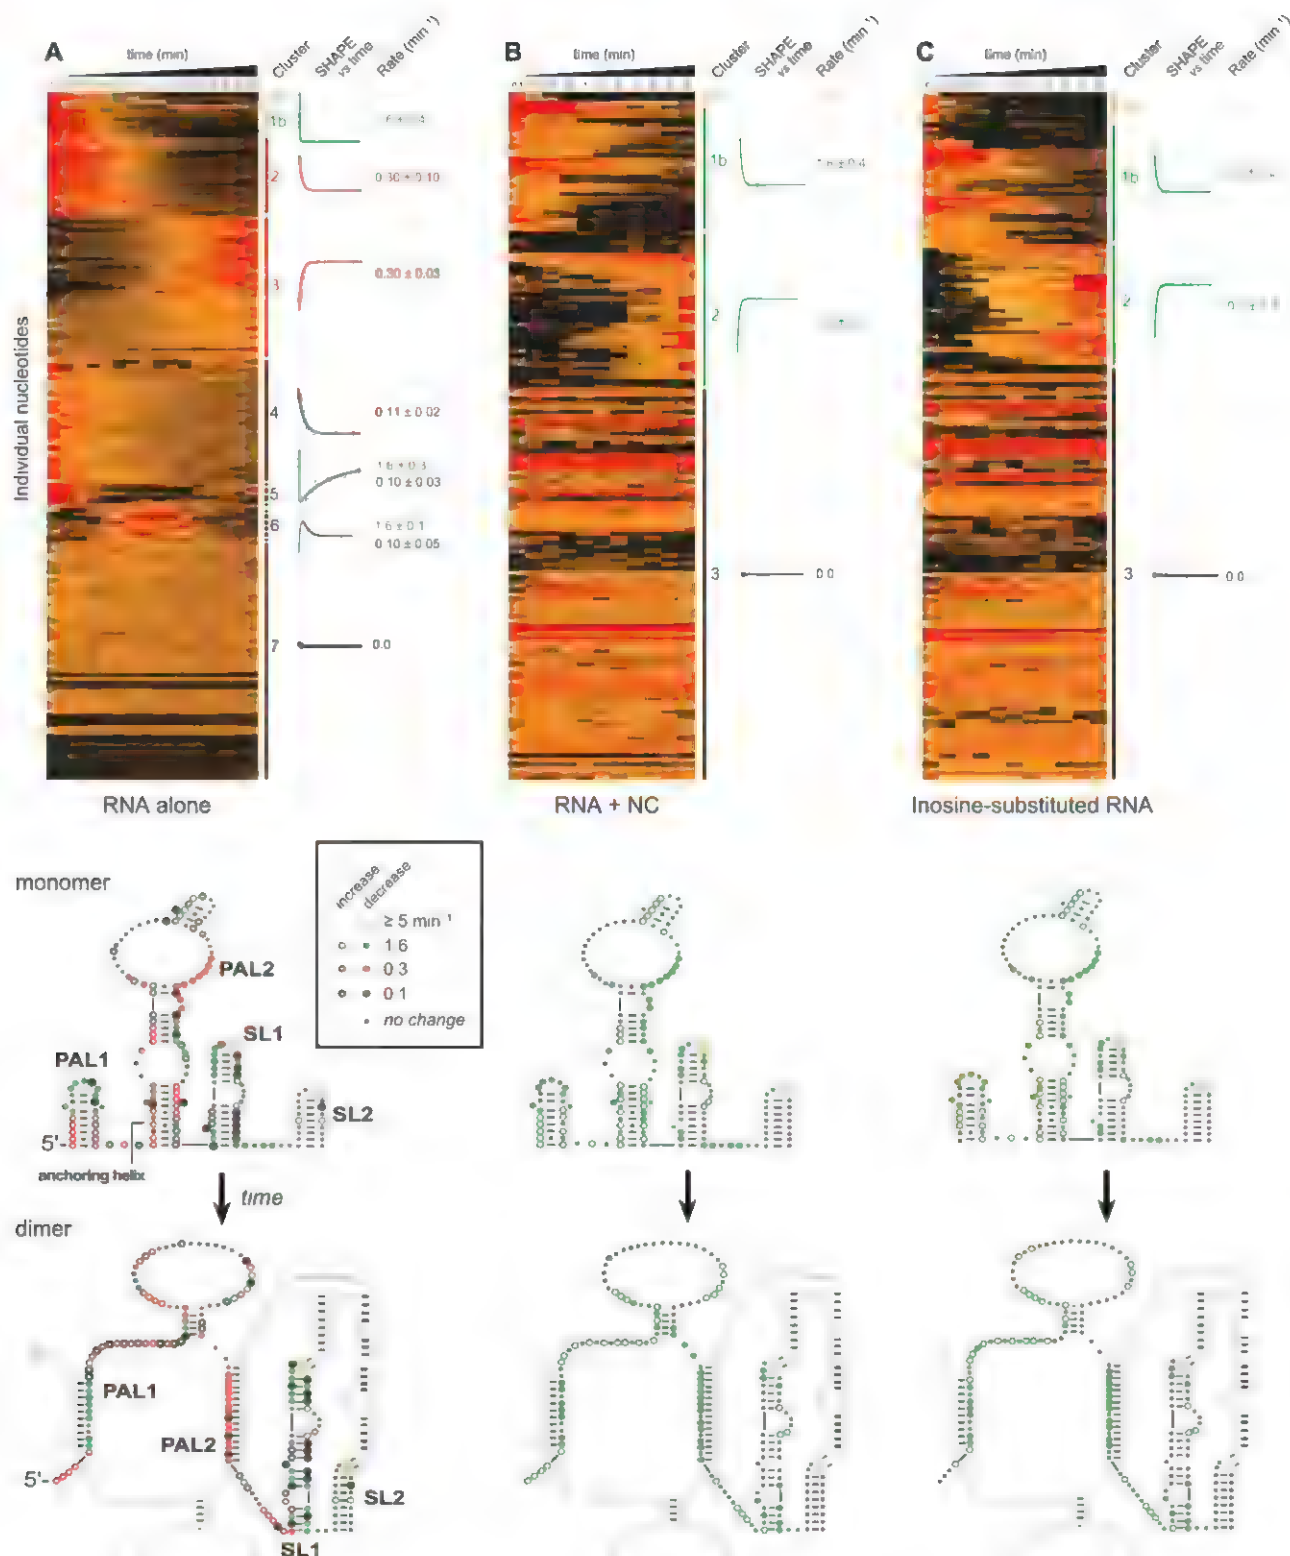 A
time (min)
Cluster
SHAPE
vs time
Rate (min⁻¹)
B
time (min)
Cluster
SHAPE
vs time
Rate (min⁻¹)
C
time (min)
Cluster
SHAPE
vs time
Rate (min⁻¹)
Individual nucleotides
1b
2
0.30 ± 0.10
3
0.30 ± 0.03
4
0.11 ± 0.02
5
1.6 ± 0.3
0.10 ± 0.03
6
1.6 ± 0.1
0.10 ± 0.05
7
0.0
1b
1.6 ± 0.4
2
3
0.0
1b
2
3
0.0
RNA alone
RNA + NC
Inosine-substituted RNA
monomer
increase
decrease
≥ 5 min⁻¹
1.6
0.3
0.1
no change
PAL2
SL1
PAL1
SL2
5'
anchoring helix
time
dimer
PAL1
PAL2
5'
SL2
SL1